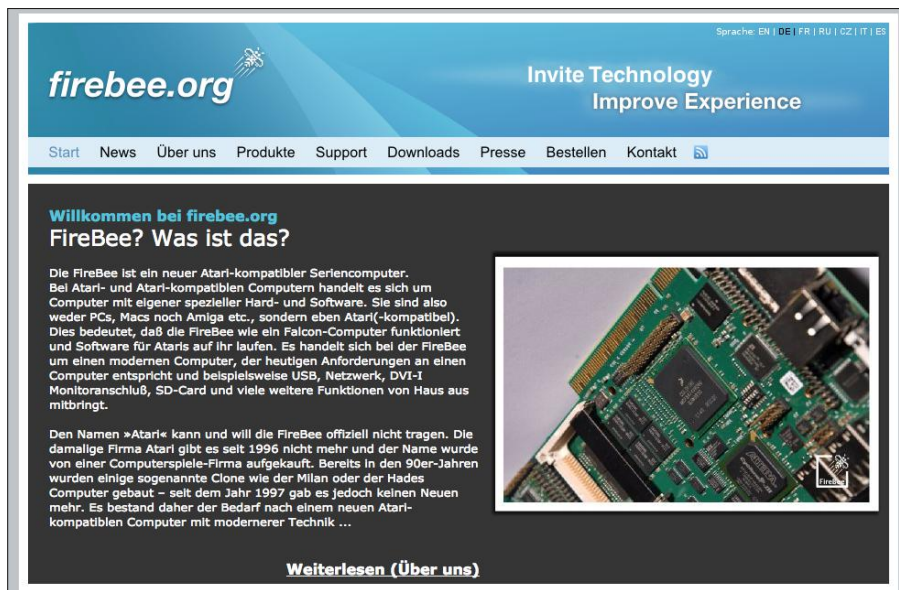 Sprache: EN | DE | FR | RU | CZ | IT | ES
firebee.org
Invite Technology
Improve Experience
Start News Über uns Produkte Support Downloads Presse Bestellen Kontakt
Willkommen bei firebee.org
FireBee? Was ist das?
Die FireBee ist ein neuer Atari-kompatibler Seriencomputer.
Bei Atari- und Atari-kompatiblen Computern handelt es sich um
Computer mit eigener spezieller Hard- und Software. Sie sind also
weder PCs, Macs noch Amiga etc., sondern eben Atari(-kompatibel).
Dies bedeutet, daß die FireBee wie ein Falcon-Computer funktioniert
und Software für Ataris auf ihr laufen. Es handelt sich bei der FireBee
um einen modernen Computer, der heutigen Anforderungen an einen
Computer entspricht und beispielsweise USB, Netzwerk, DVI-I
Monitoranschluß, SD-Card und viele weitere Funktionen von Haus aus
mitbringt.
Den Namen »Atari« kann und will die FireBee offiziell nicht tragen. Die
damalige Firma Atari gibt es seit 1996 nicht mehr und der Name wurde
von einer Computerspiele-Firma aufgekauft. Bereits in den 90er-Jahren
wurden einige sogenannte Clone wie der Milan oder der Hades
Computer gebaut – seit dem Jahr 1997 gab es jedoch keinen Neuen
mehr. Es bestand daher der Bedarf nach einem neuen Atari-
kompatiblen Computer mit modernerer Technik ...
FireBee
Weiterlesen (Über uns)